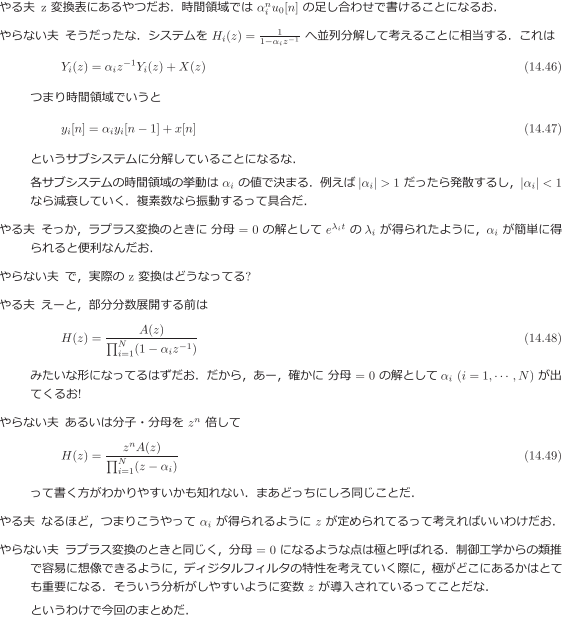 やる夫 z 変換表にあるやつだお．時間領域では α_i^n u_0[n] の足し合わせで書けることになるお．
やらない夫 そうだったな．システムを H_i(z) = \frac{1}{1-α_i z^{-1}} へ並列分解して考えることに相当する．これは
Y_i(z) = α_i z^{-1} Y_i(z) + X(z) (14.46)
つまり時間領域でいうと
y_i[n] = α_i y_i[n − 1] + x[n] (14.47)
というサブシステムに分解していることになるな．
各サブシステムの時間領域の挙動は α_i の値で決まる．例えば |α_i| > 1 だったら発散するし，|α_i| < 1
なら減衰していく．複素数なら振動するって具合だ．
やる夫 そっか，ラプラス変換のときに 分母 = 0 の解として e^{λ_i t} の λ_i が得られたように，α_i が簡単に得
られると便利なんだお．
やらない夫 で，実際の z 変換はどうなってる?
やる夫 えーと，部分分数展開する前は
H(z) = \frac{A(z)}{\prod_{i=1}^{N}(1 − α_i z^{-1})} (14.48)
みたいな形になってるはずだお．だから，あー，確かに 分母 = 0 の解として α_i (i = 1, ⋯ , N) が出
てくるお!
やらない夫 あるいは分子・分母を z^n 倍して
H(z) = \frac{z^n A(z)}{\prod_{i=1}^{N}(z − α_i)} (14.49)
って書く方がわかりやすいかも知れない．まあどっちにしろ同じことだ．
やる夫 なるほど，つまりこうやって α_i が得られるように z が定められてるって考えればいいわけだお．
やらない夫 ラプラス変換のときと同じく，分母 = 0 になるような点は極と呼ばれる．制御工学からの類推
で容易に想像できるように，ディジタルフィルタの特性を考えていく際に，極がどこにあるかはとて
も重要になる．そういう分析がしやすいように変数 z が導入されているってことだな．
というわけで今回のまとめだ．